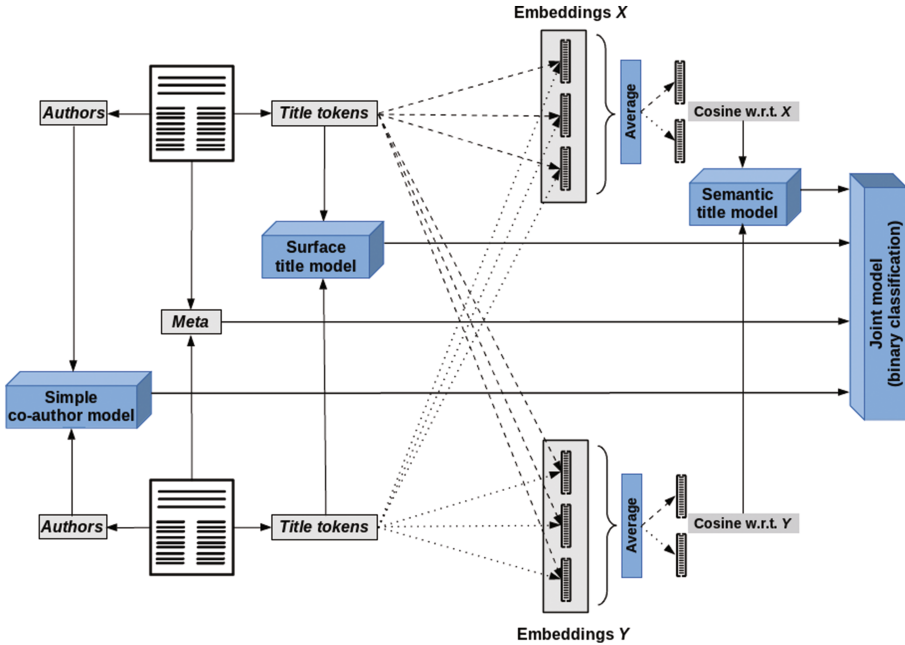 Embeddings X
Authors
Title tokens
Average
Cosine w.r.t. X
Semantic
title model
Surface
title model
Joint model
(binary classification)
Meta
Simple
co-author model
Authors
Title tokens
Average
Cosine w.r.t. Y
Embeddings Y